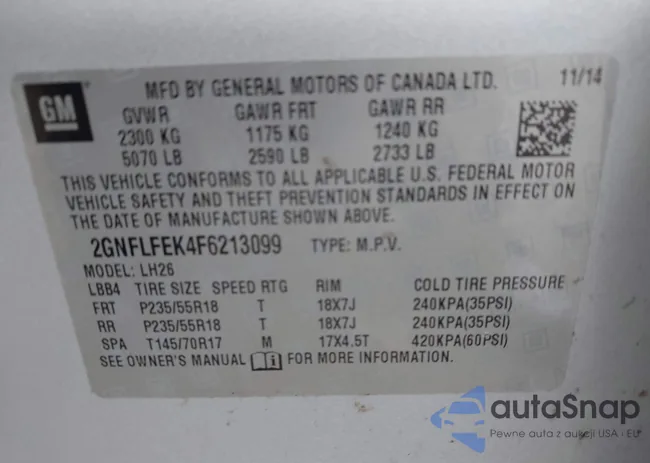 GM
MFD BY GENERAL MOTORS OF CANADA LTD. 11/14
GVWR GAWR FRT GAWR RR
2300 KG 1175 KG 1240 KG
5070 LB 2590 LB 2733 LB
THIS VEHICLE CONFORMS TO ALL APPLICABLE U.S. FEDERAL MOTOR
VEHICLE SAFETY AND THEFT PREVENTION STANDARDS IN EFFECT ON
THE DATE OF MANUFACTURE SHOWN ABOVE.
2GNFLFEK4F6213099 TYPE: M.P.V.
MODEL: LH26
LBB4 TIRE SIZE SPEED RTG RIM COLD TIRE PRESSURE
FRT P235/55R18 T 18X7J 240KPA(35PSI)
RR P235/55R18 T 18X7J 240KPA(35PSI)
SPA T145/70R17 M 17X4.5T 420KPA(60PSI)
SEE OWNER'S MANUAL FOR MORE INFORMATION.
autaSnap
Pewne auta z aukcji USA - EU